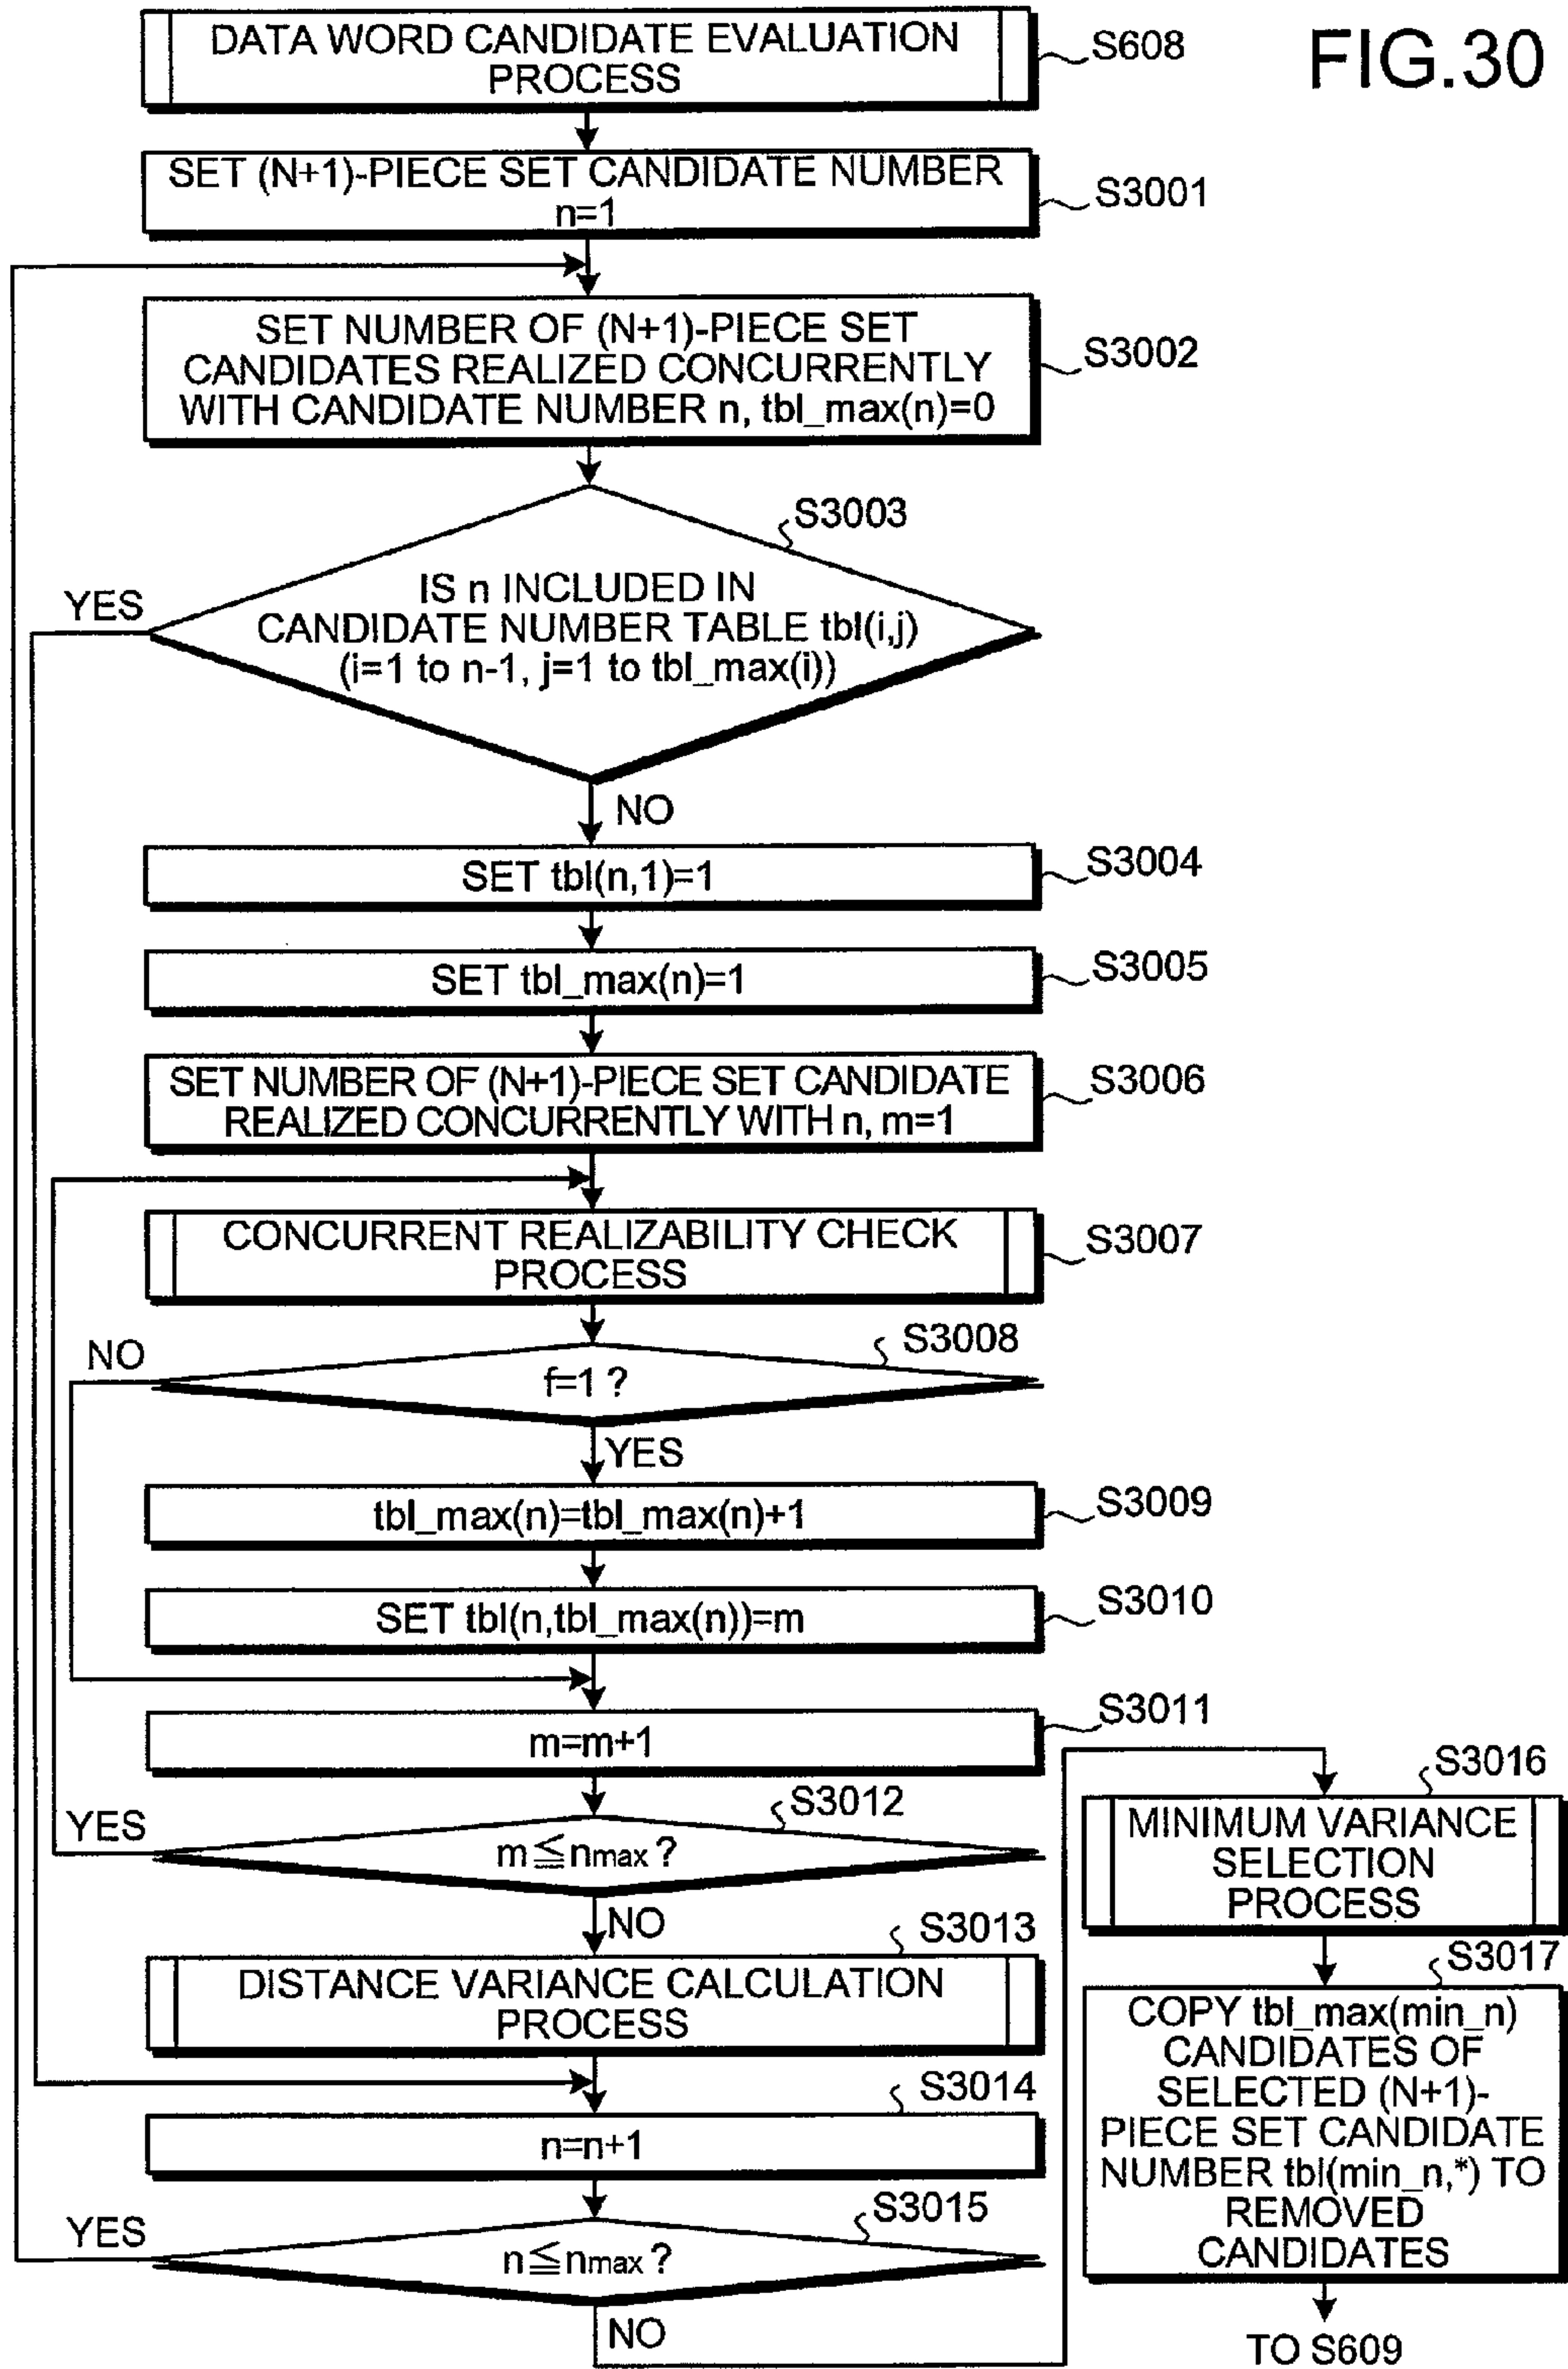 FIG.30
DATA WORD CANDIDATE EVALUATION
PROCESS
S608
SET (N+1)-PIECE SET CANDIDATE NUMBER
n=1
S3001
SET NUMBER OF (N+1)-PIECE SET
CANDIDATES REALIZED CONCURRENTLY
WITH CANDIDATE NUMBER n, tbl_max(n)=0
S3002
S3003
IS n INCLUDED IN
CANDIDATE NUMBER TABLE tbl(i,j)
(i=1 to n-1, j=1 to tbl_max(i))
YES
NO
SET tbl(n,1)=1
S3004
SET tbl_max(n)=1
S3005
SET NUMBER OF (N+1)-PIECE SET CANDIDATE
REALIZED CONCURRENTLY WITH n, m=1
S3006
CONCURRENT REALIZABILITY CHECK
PROCESS
S3007
S3008
NO
f=1 ?
YES
tbl_max(n)=tbl_max(n)+1
S3009
SET tbl(n,tbl_max(n))=m
S3010
m=m+1
S3011
S3012
YES
m≦nmax ?
NO
S3013
DISTANCE VARIANCE CALCULATION
PROCESS
S3014
n=n+1
S3015
YES
n≦nmax ?
NO
S3016
MINIMUM VARIANCE
SELECTION
PROCESS
S3017
COPY tbl_max(min_n)
CANDIDATES OF
SELECTED (N+1)-
PIECE SET CANDIDATE
NUMBER tbl(min_n,*) TO
REMOVED
CANDIDATES
TO S609